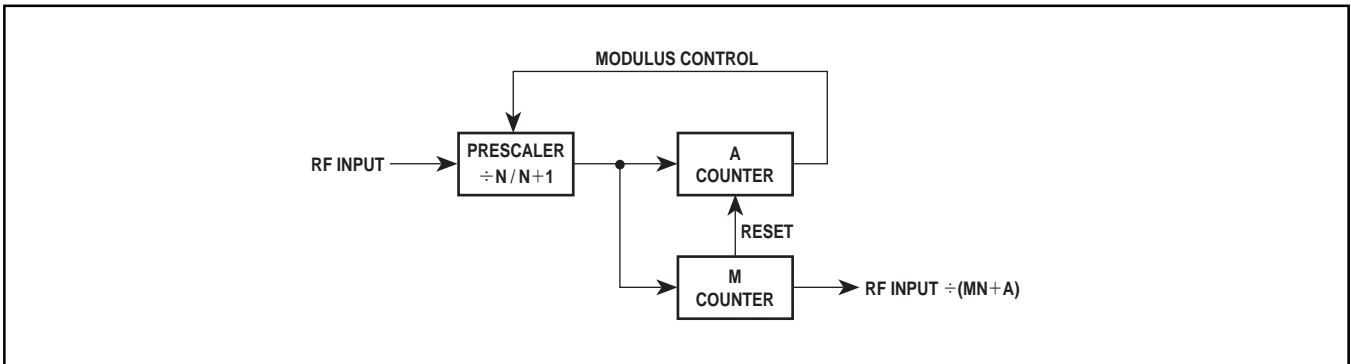 MODULUS CONTROL
RF INPUT
PRESCALER
÷N / N+1
A
COUNTER
RESET
M
COUNTER
RF INPUT ÷(MN+A)